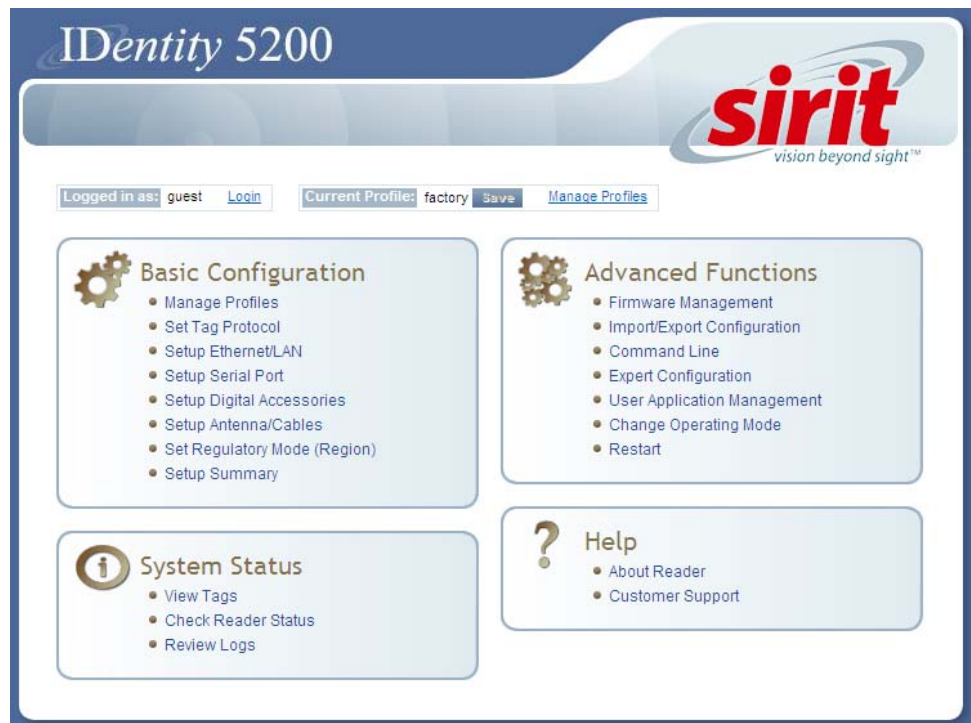 IDentity 5200
sirit
vision beyond sight™
Logged in as: guest Login Current Profile: factory Save Manage Profiles
Basic Configuration
Manage Profiles
Set Tag Protocol
Setup Ethernet/LAN
Setup Serial Port
Setup Digital Accessories
Setup Antenna/Cables
Set Regulatory Mode (Region)
Setup Summary
Advanced Functions
Firmware Management
Import/Export Configuration
Command Line
Expert Configuration
User Application Management
Change Operating Mode
Restart
System Status
View Tags
Check Reader Status
Review Logs
Help
About Reader
Customer Support